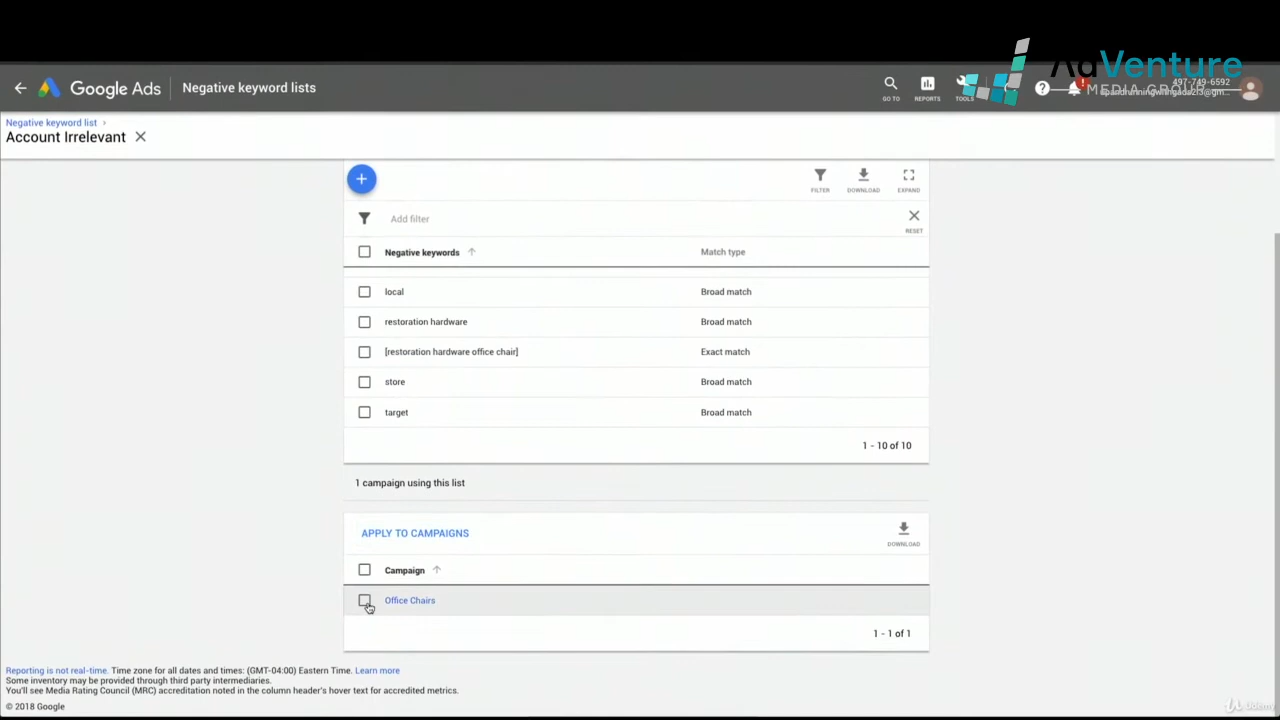 AdVenture
MEDIA GROUP
Google Ads
Negative keyword lists
GO TO
REPORTS
TOOLS
497-749-6592
Negative keyword list
Account Irrelevant
FILTER
DOWNLOAD
EXPAND
Add filter
RESET
Negative keywords
Match type
local
Broad match
restoration hardware
Broad match
[restoration hardware office chair]
Exact match
store
Broad match
target
Broad match
1 - 10 of 10
1 campaign using this list
APPLY TO CAMPAIGNS
DOWNLOAD
Campaign
Office Chairs
1 - 1 of 1
Reporting is not real-time. Time zone for all dates and times: (GMT-04:00) Eastern Time. Learn more
Some inventory may be provided through third party intermediaries.
You'll see Media Rating Council (MRC) accreditation noted in the column header's hover text for accredited metrics.
© 2018 Google
Udemy